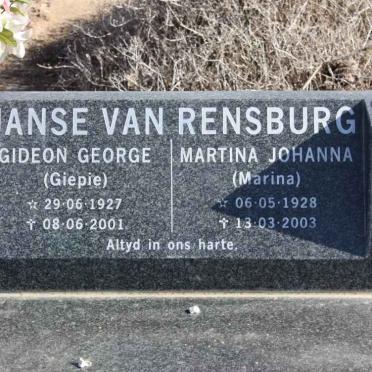 JANSE VAN RENSBURG
GIDEON GEORGE
(Giepie)
☆ 29·06·1927
✝ 08·06·2001
MARTINA JOHANNA
(Marina)
☆ 06·05·1928
✝ 13·03·2003
Altyd in ons harte.